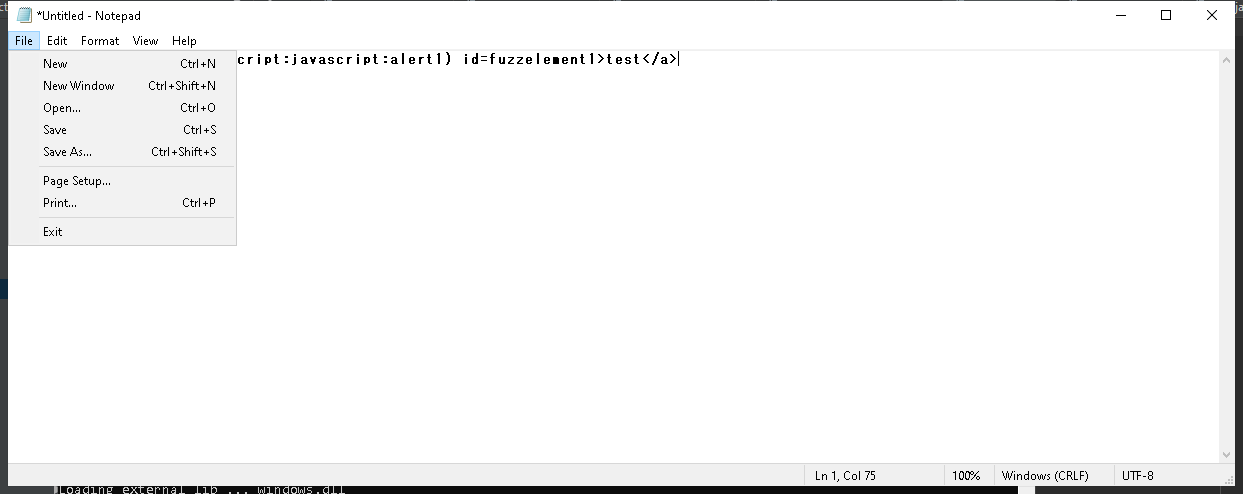 *Untitled - Notepad
File Edit Format View Help
cript:javascript:alert1) id=fuzzelement1>test</a>
New Ctrl+N
New Window Ctrl+Shift+N
Open... Ctrl+O
Save Ctrl+S
Save As... Ctrl+Shift+S
Page Setup...
Print... Ctrl+P
Exit
Ln 1, Col 75 100% Windows (CRLF) UTF-8
Loading external lib ... windows.dll